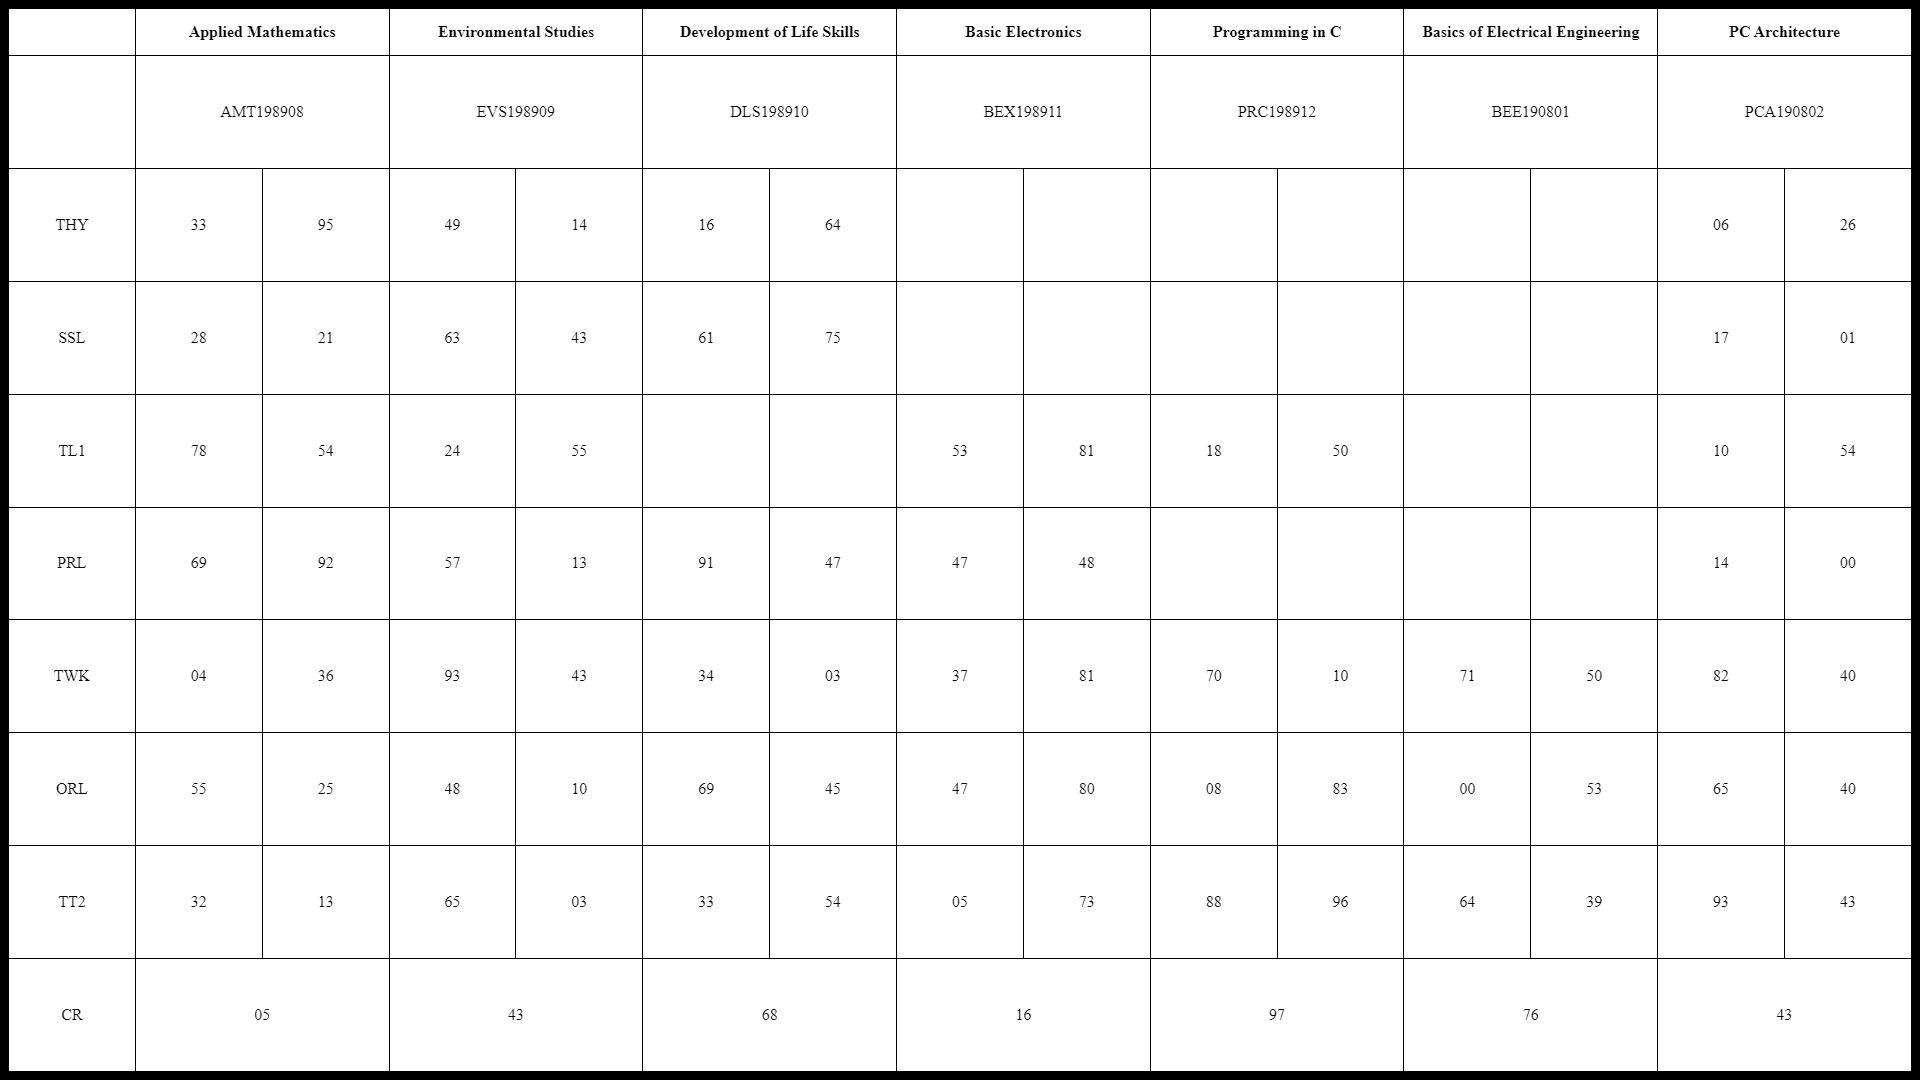 Applied Mathematics Environmental Studies Development of Life Skills Basic Electronics Programming in C Basics of Electrical Engineering PC Architecture
AMT198908 EVS198909 DLS198910 BEX198911 PRC198912 BEE190801 PCA190802
THY 33 95 49 14 16 64 06 26
SSL 28 21 63 43 61 75 17 01
TL1 78 54 24 55 53 81 18 50 10 54
PRL 69 92 57 13 91 47 47 48 14 00
TWK 04 36 93 43 34 03 37 81 70 10 71 50 82 40
ORL 55 25 48 10 69 45 47 80 08 83 00 53 65 40
TT2 32 13 65 03 33 54 05 73 88 96 64 39 93 43
CR 05 43 68 16 97 76 43